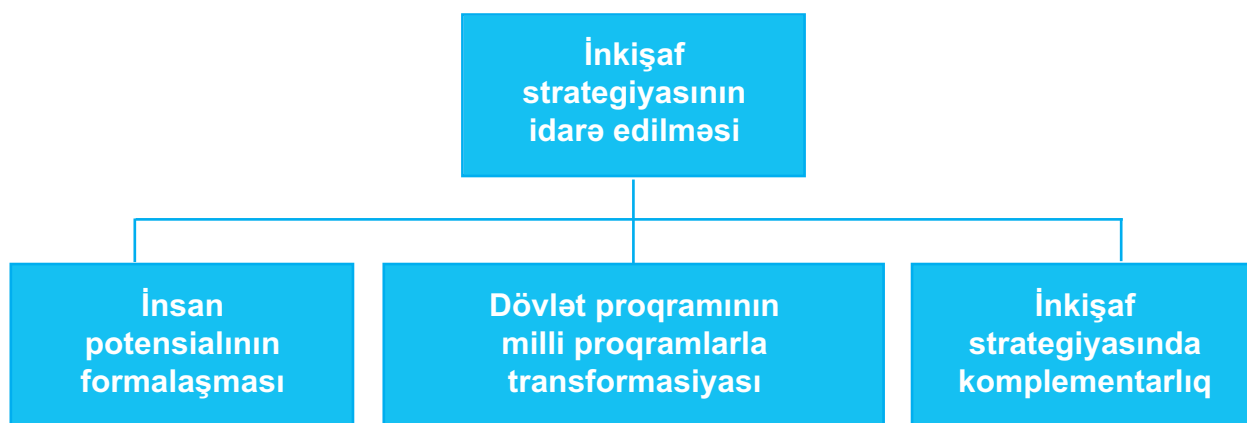 İnkişaf
strategiyasının
idarə edilməsi
İnsan
potensialının
formalaşması
Dövlət proqramının
milli proqramlarla
transformasiyası
İnkişaf
strategiyasında
komplementarlıq